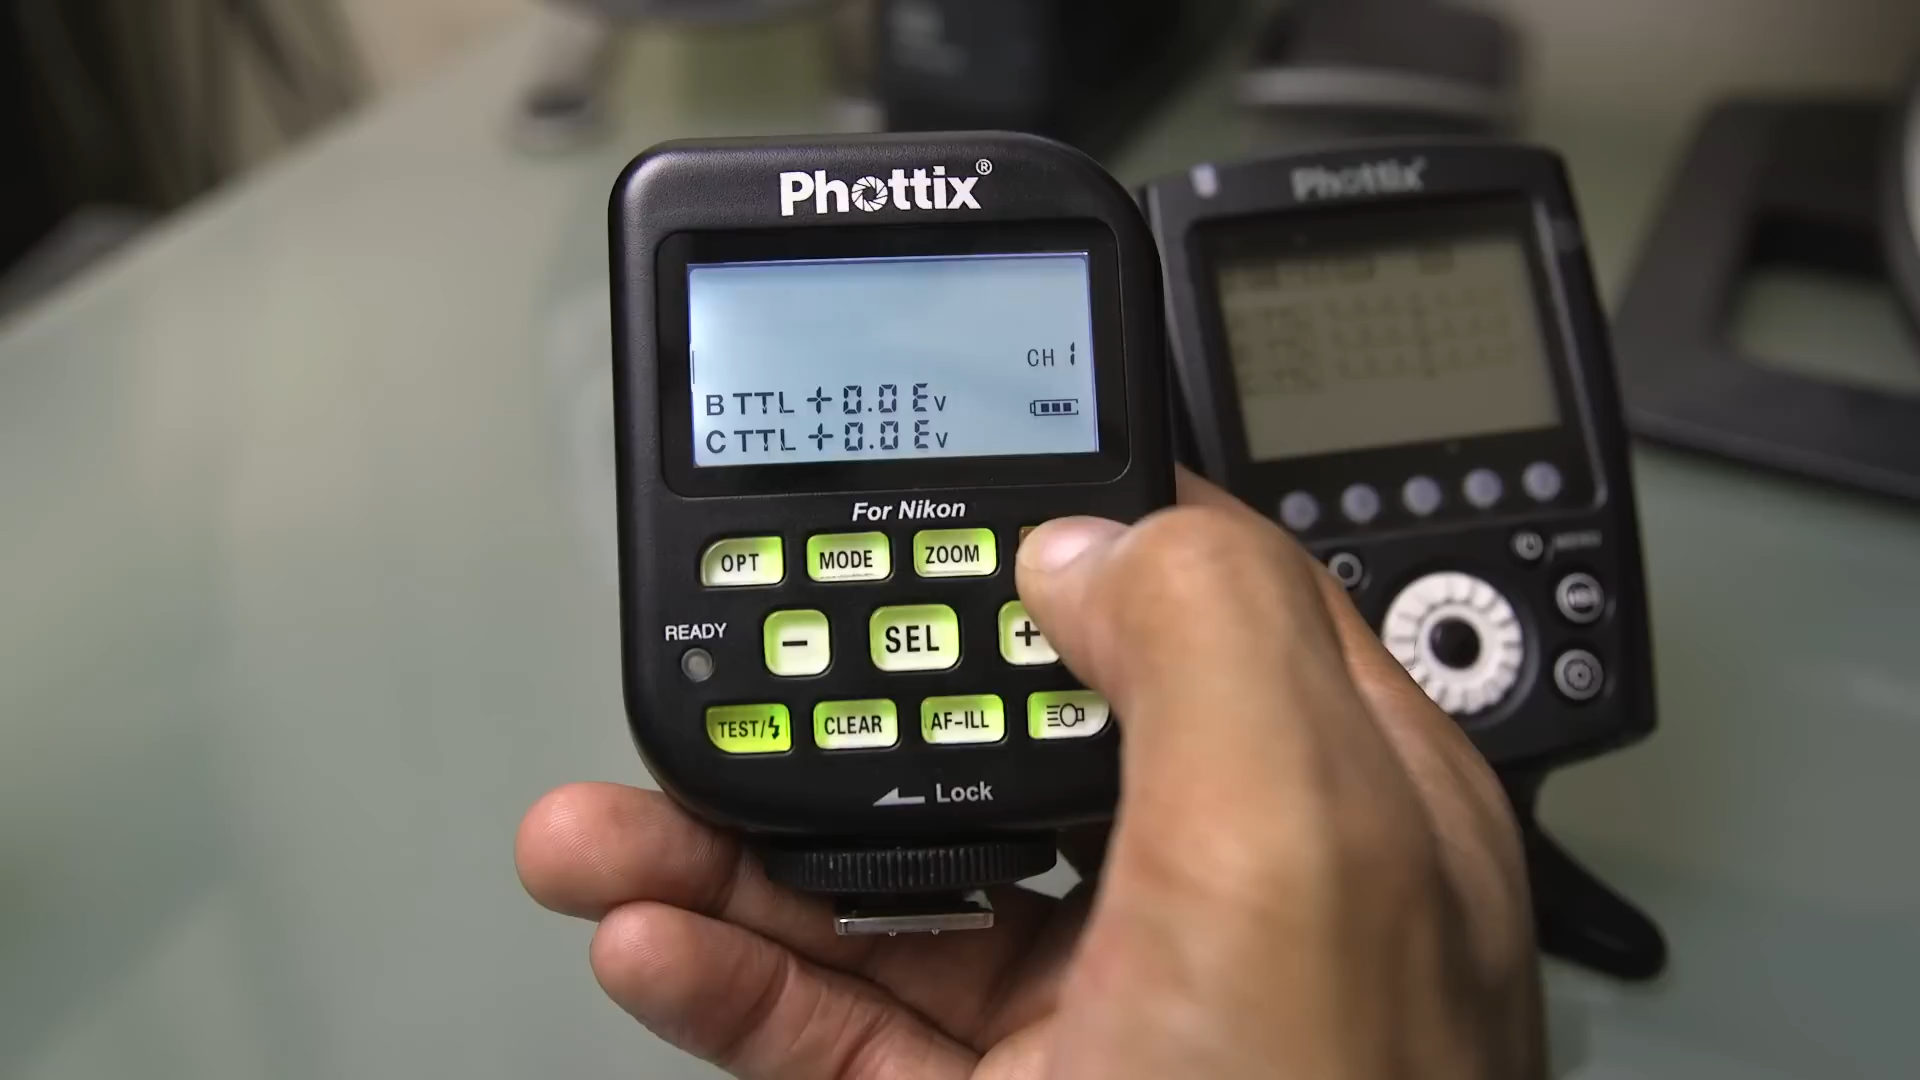 Phottix®
CH 1
B TTL +0.0 Ev
C TTL +0.0 Ev
For Nikon
OPT MODE ZOOM
READY
− SEL +
TEST/⚡ CLEAR AF-ILL
Lock
Phottix